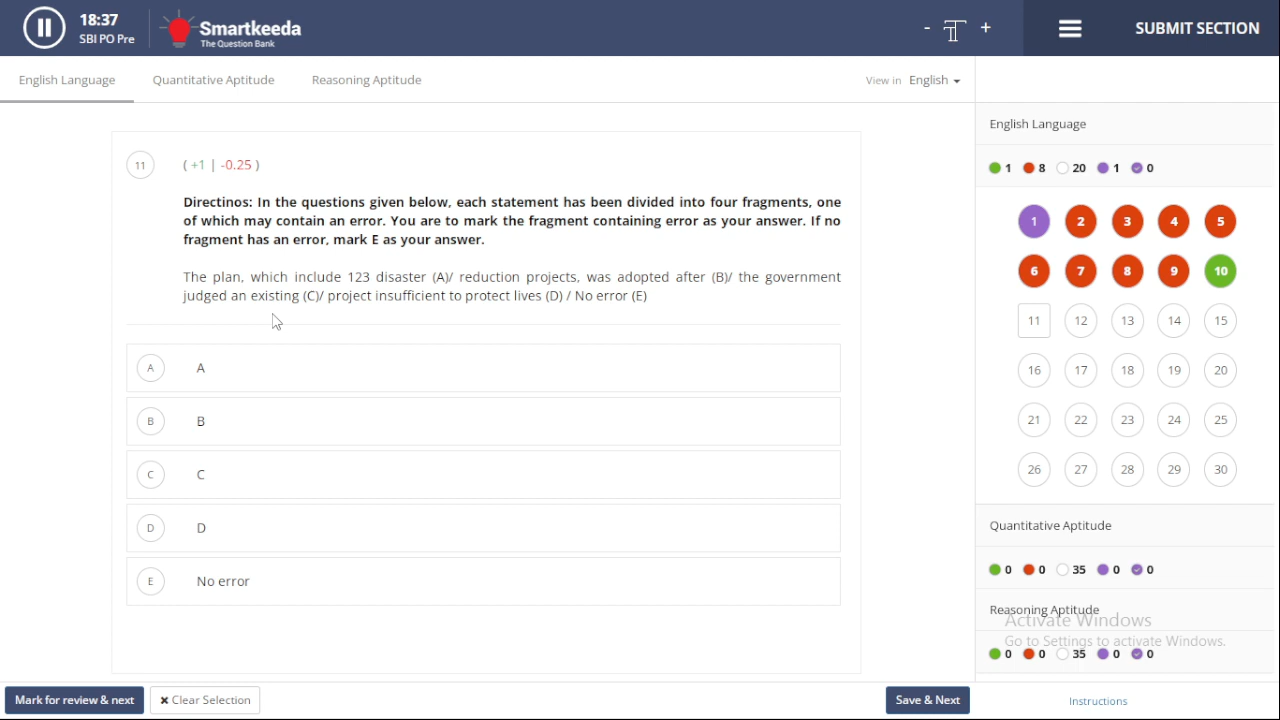 18:37
SBI PO Pre
Smartkeeda
The Question Bank
- T +
SUBMIT SECTION
English Language
Quantitative Aptitude
Reasoning Aptitude
View in English
11
( +1 | -0.25 )
Directinos: In the questions given below, each statement has been divided into four fragments, one
of which may contain an error. You are to mark the fragment containing error as your answer. If no
fragment has an error, mark E as your answer.
The plan, which include 123 disaster (A)/ reduction projects, was adopted after (B)/ the government
judged an existing (C)/ project insufficient to protect lives (D) / No error (E)
A A
B B
C C
D D
E No error
Mark for review & next
✖ Clear Selection
Save & Next
English Language
1 8 20 1 0
1 2 3 4 5
6 7 8 9 10
11 12 13 14 15
16 17 18 19 20
21 22 23 24 25
26 27 28 29 30
Quantitative Aptitude
0 0 35 0 0
Reasoning Aptitude
Activate Windows
Go to Settings to activate Windows.
0 0 35 0 0
Instructions